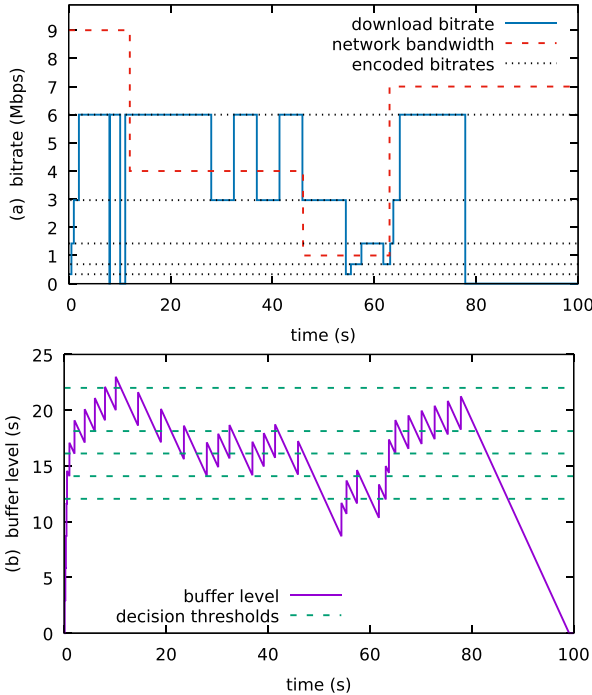 download bitrate
network bandwidth
encoded bitrates
(a) bitrate (Mbps)
9
8
7
6
5
4
3
2
1
0
0 20 40 60 80 100
time (s)
(b) buffer level (s)
25
20
15
10
5
0
buffer level
decision thresholds
0 20 40 60 80 100
time (s)